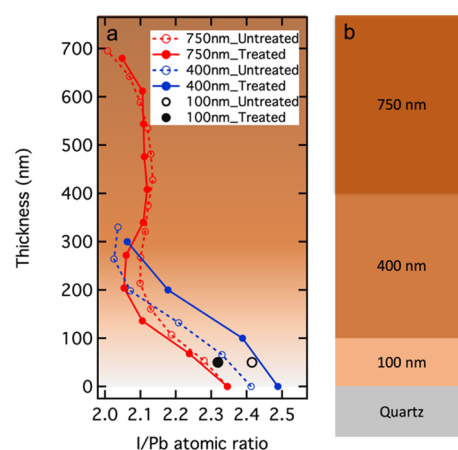 a
750nm_Untreated
750nm_Treated
400nm_Untreated
400nm_Treated
100nm_Untreated
100nm_Treated
Thickness (nm)
700
600
500
400
300
200
100
0
2.0 2.1 2.2 2.3 2.4 2.5
I/Pb atomic ratio
b
750 nm
400 nm
100 nm
Quartz